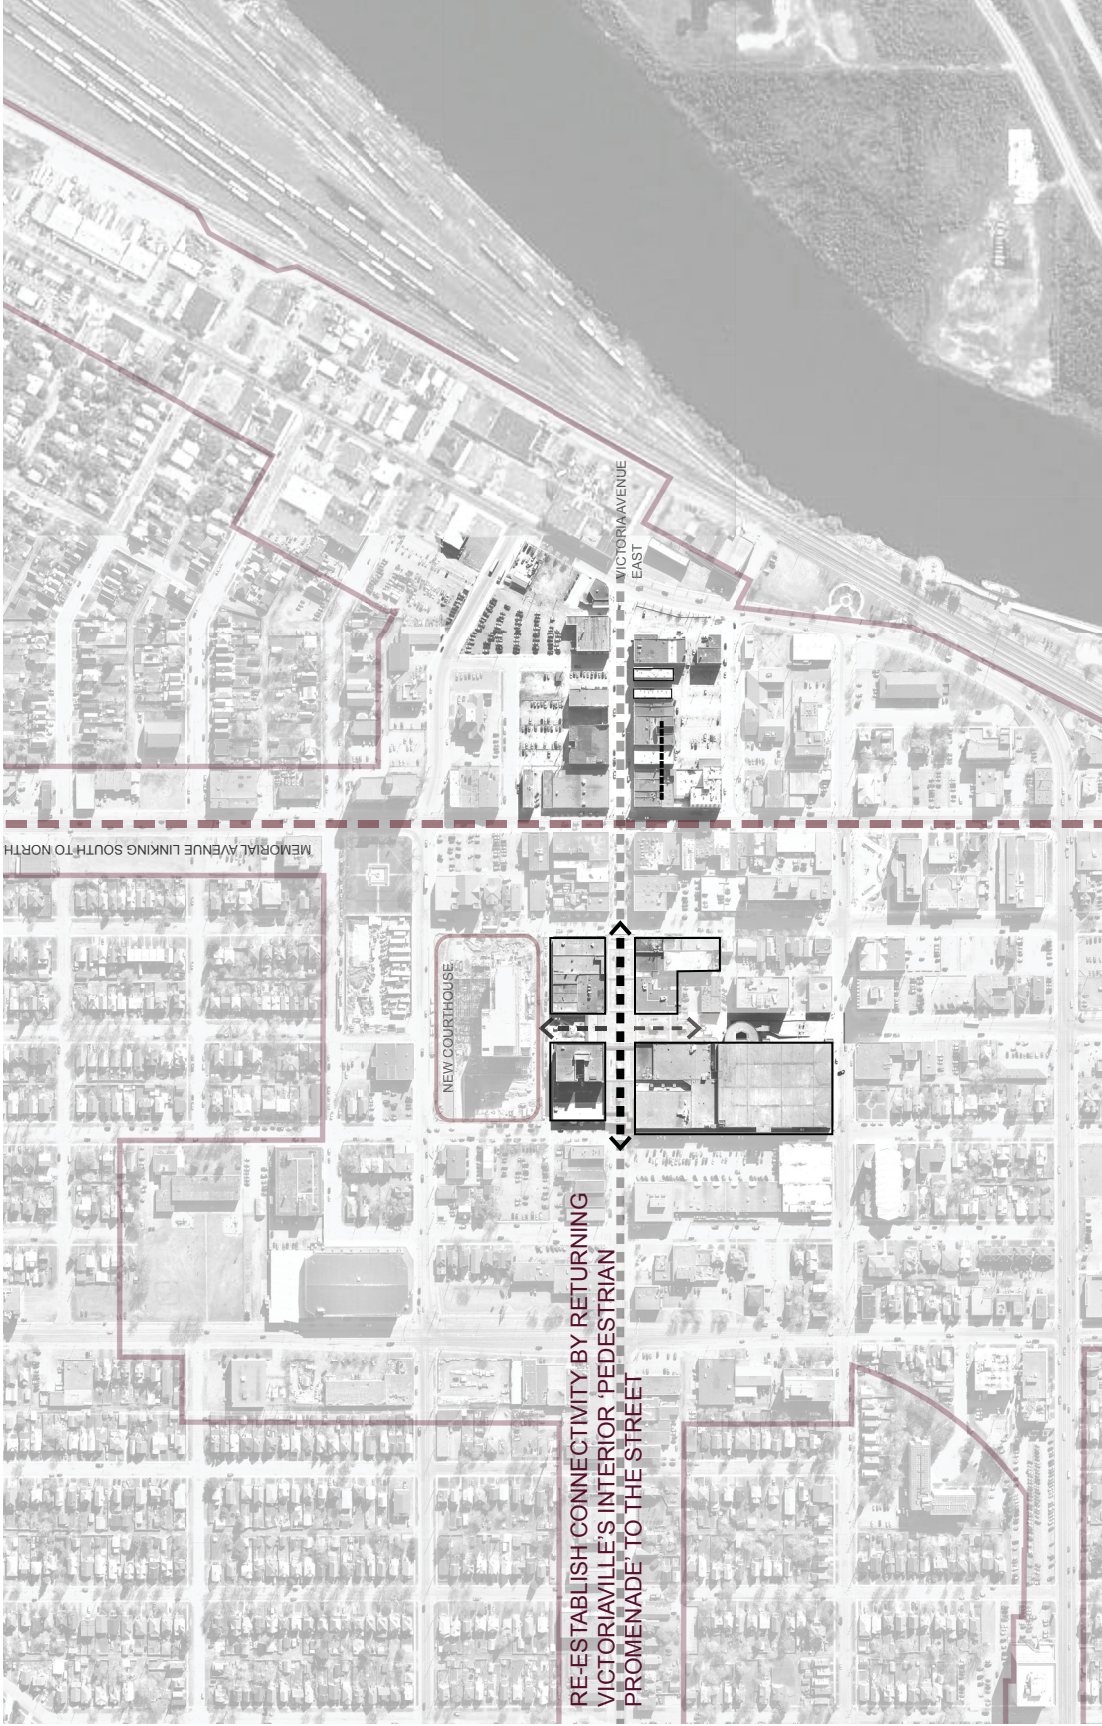 VICTORIA AVENUE
EAST
MEMORIAL AVENUE LINKING SOUTH TO NORTH
NEW COURTHOUSE
RE-ESTABLISH CONNECTIVITY BY RETURNING
VICTORIAVILLE'S INTERIOR 'PEDESTRIAN
PROMENADE' TO THE STREET